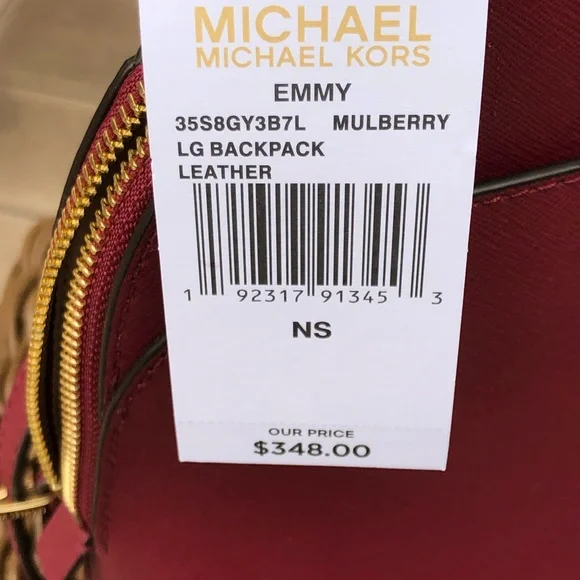 MICHAEL
MICHAEL KORS
EMMY
35S8GY3B7L MULBERRY
LG BACKPACK
LEATHER
1 92317 91345 3
NS
OUR PRICE
$348.00